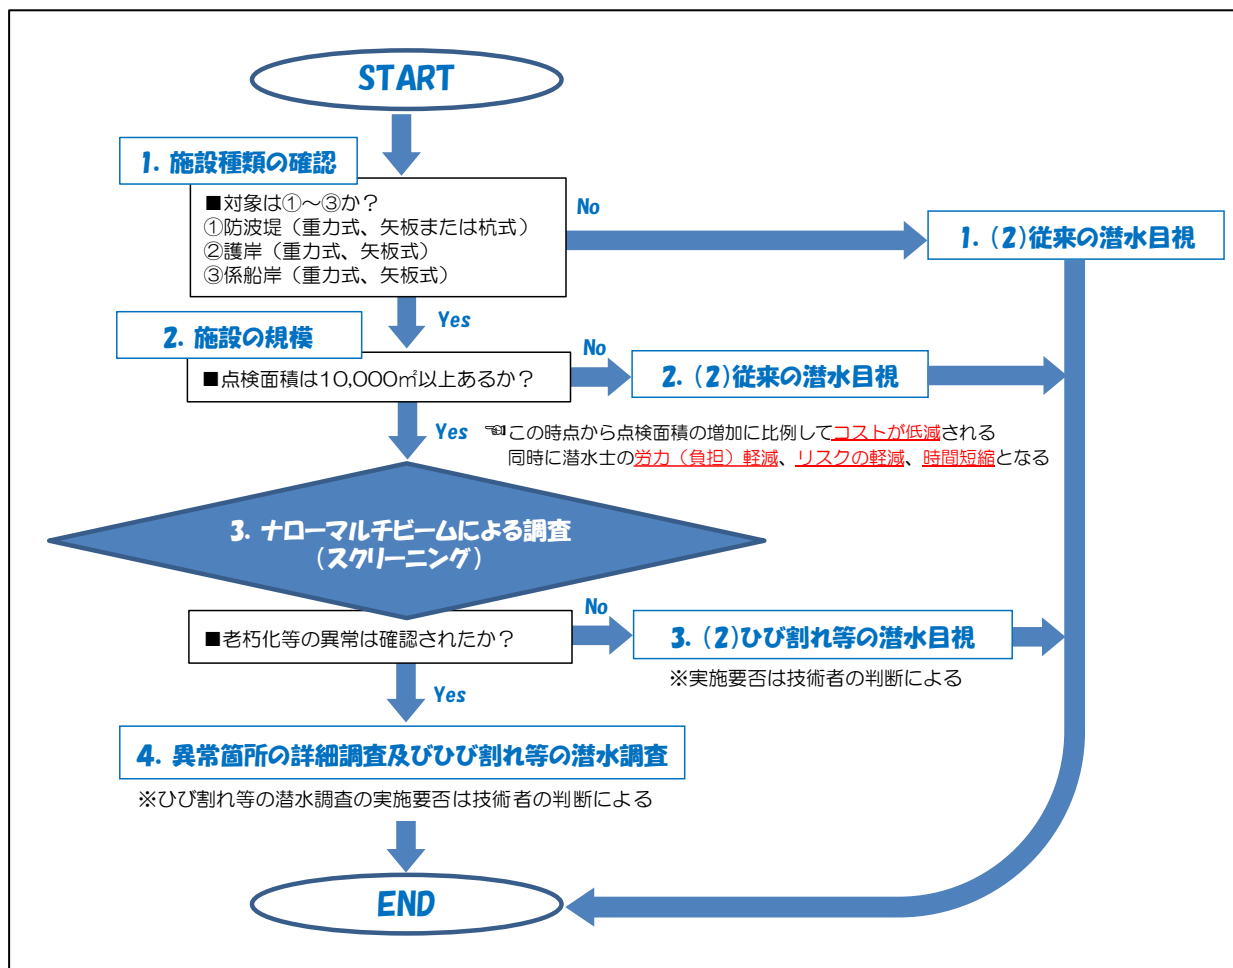 START
1. 施設種類の確認
■対象は①～③か？
①防波堤（重力式、矢板または杭式）
②護岸（重力式、矢板式）
③係船岸（重力式、矢板式）
No
1. (2)従来の潜水目視
Yes
2. 施設の規模
■点検面積は10,000㎡以上あるか？
No
2. (2)従来の潜水目視
Yes
☜この時点から点検面積の増加に比例してコストが低減される
同時に潜水士の労力（負担）軽減、リスクの軽減、時間短縮となる
3. ナローマルチビームによる調査
(スクリーニング)
■老朽化等の異常は確認されたか？
No
3. (2)ひび割れ等の潜水目視
※実施要否は技術者の判断による
Yes
4. 異常箇所の詳細調査及びひび割れ等の潜水調査
※ひび割れ等の潜水調査の実施要否は技術者の判断による
END